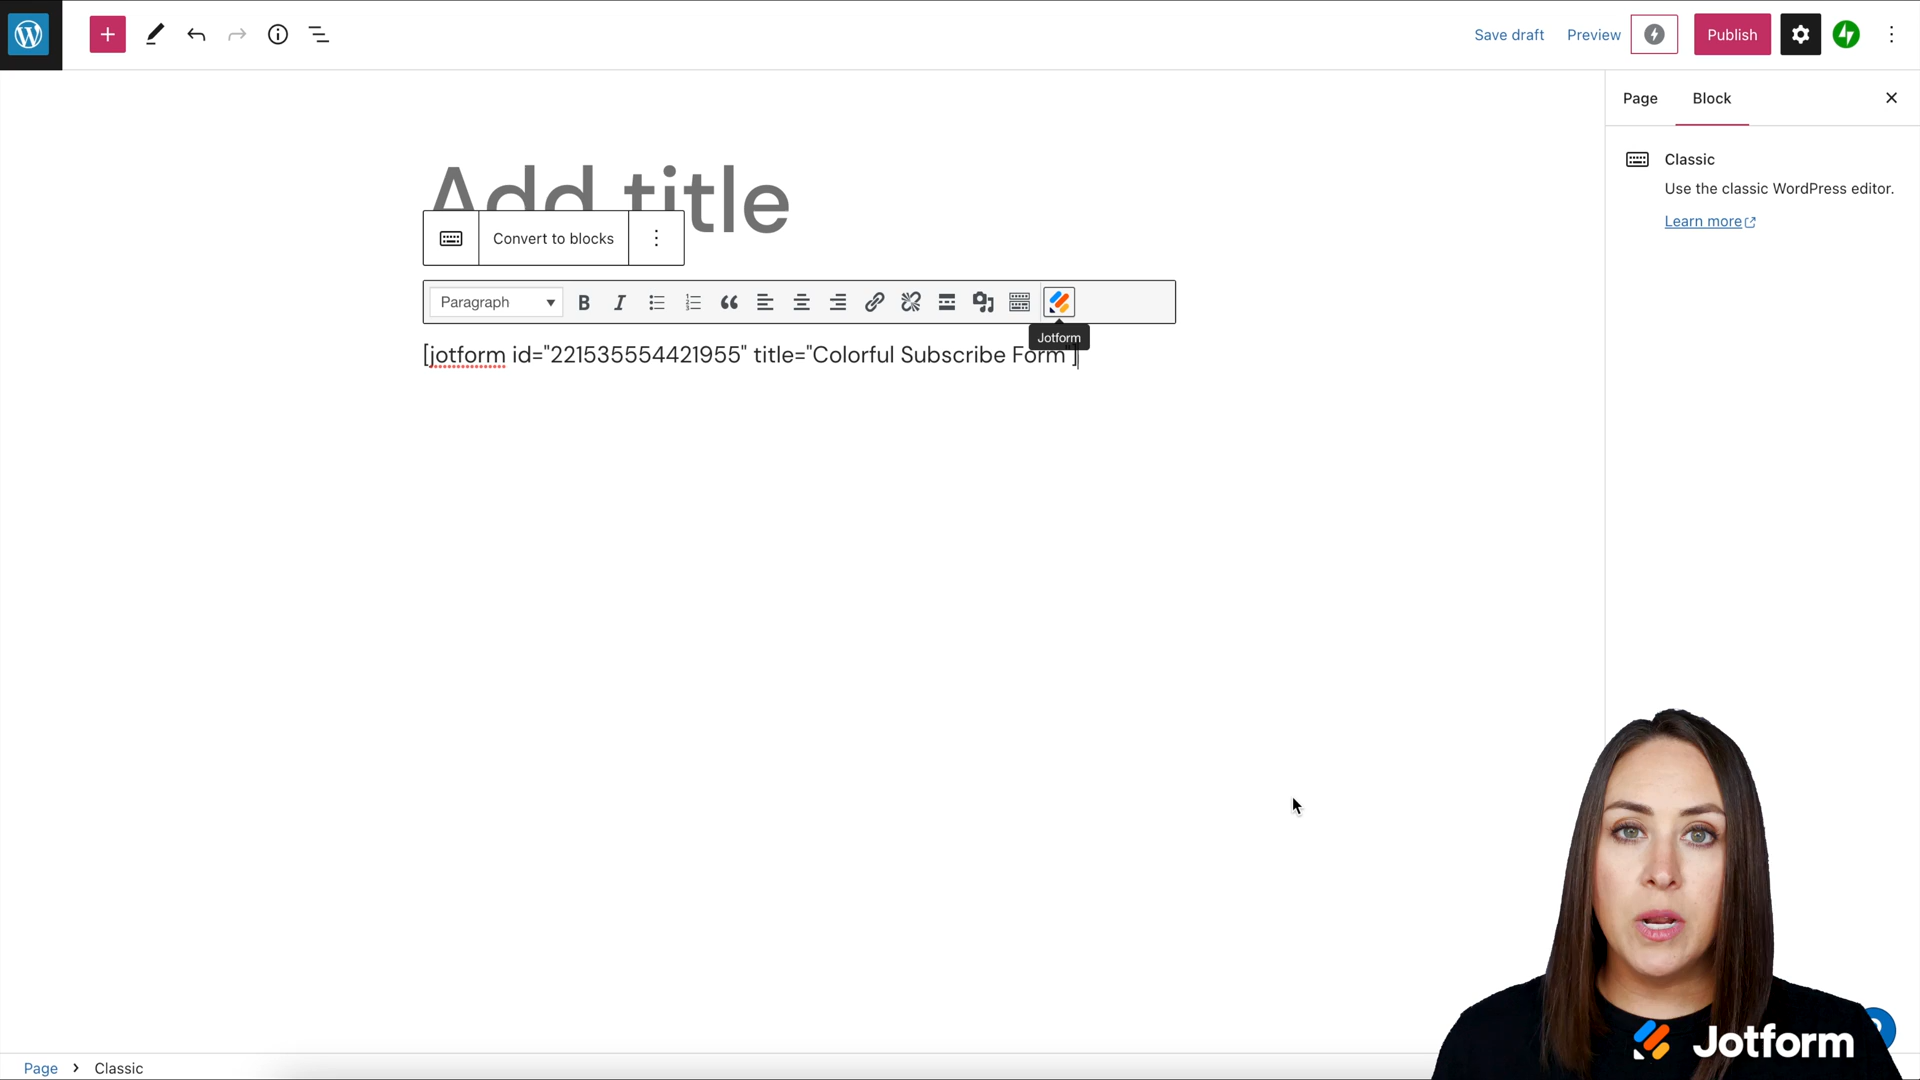 Save draft
Preview
Publish
Page
Block
Add title
Classic
Use the classic WordPress editor.
Learn more
Convert to blocks
Paragraph
B
I
Jotform
[jotform id="221535554421955" title="Colorful Subscribe Form"]
Jotform
Page > Classic